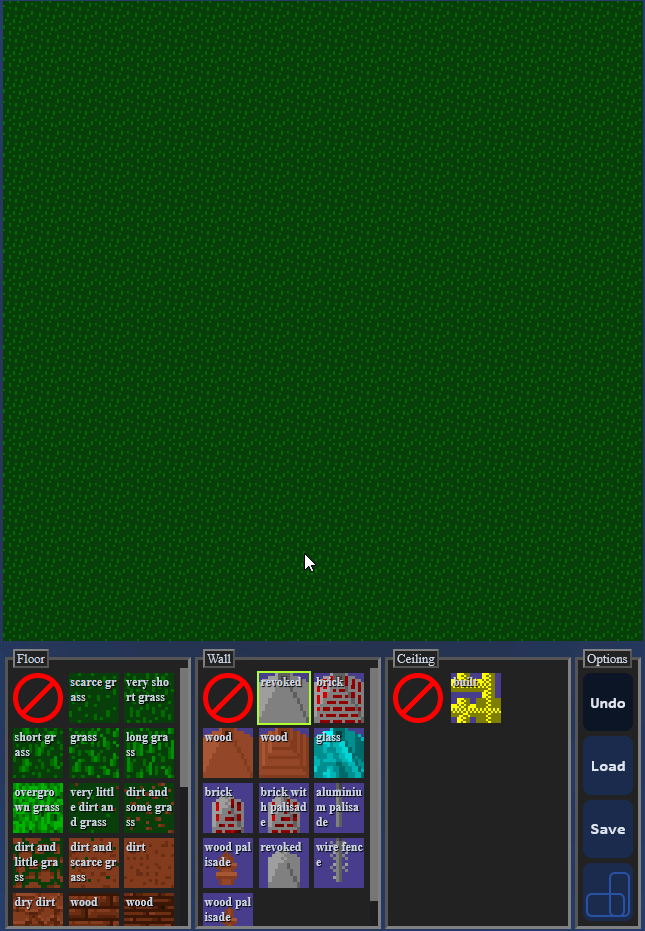 Floor
Wall
Ceiling
Options
scarce gr
ass
very sho
rt grass
short gr
ass
grass
long gra
ss
overgro
wn grass
very littl
e dirt an
d grass
dirt and
some gra
ss
dirt and
little gra
ss
dirt and
scarce gr
ass
dirt
dry dirt
wood
wood
revoked
brick
wood
wood
glass
brick
brick wit
h palisad
e
aluminiu
m palisa
de
wood pal
isade
revoked
wire fenc
e
wood pal
isade
built
Undo
Load
Save